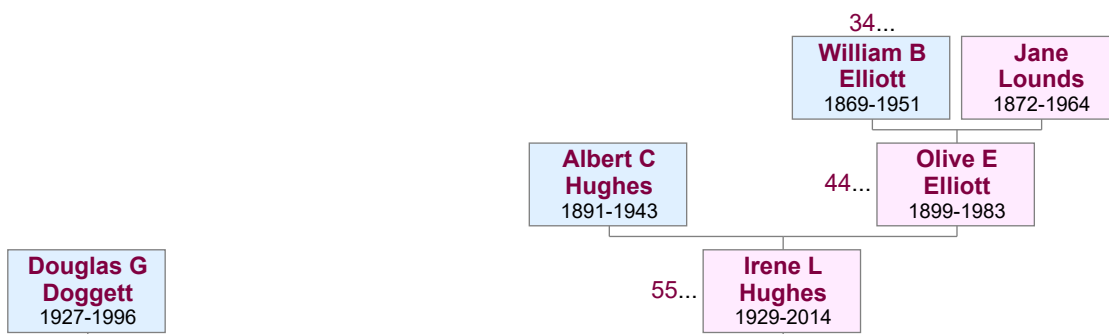 34...
William B
Elliott
1869-1951
Jane
Lounds
1872-1964
Albert C
Hughes
1891-1943
44...
Olive E
Elliott
1899-1983
Douglas G
Doggett
1927-1996
55...
Irene L
Hughes
1929-2014